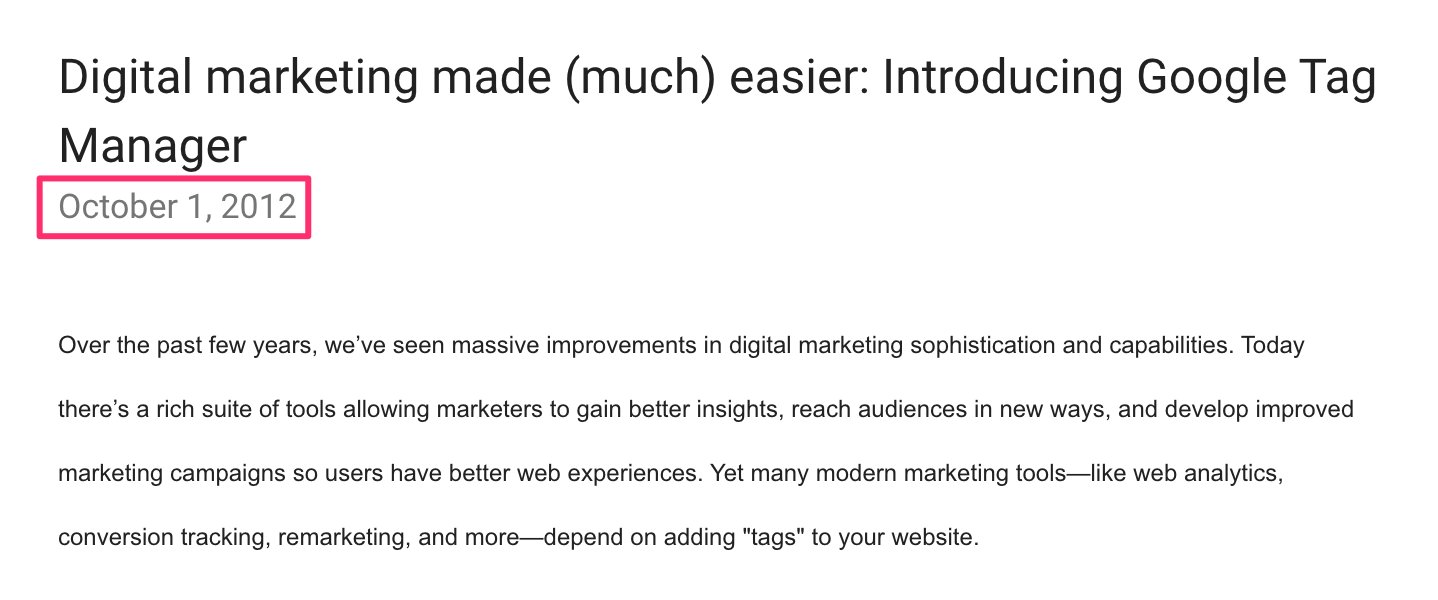 Digital marketing made (much) easier: Introducing Google Tag
Manager
October 1, 2012
Over the past few years, we’ve seen massive improvements in digital marketing sophistication and capabilities. Today
there’s a rich suite of tools allowing marketers to gain better insights, reach audiences in new ways, and develop improved
marketing campaigns so users have better web experiences. Yet many modern marketing tools—like web analytics,
conversion tracking, remarketing, and more—depend on adding "tags" to your website.